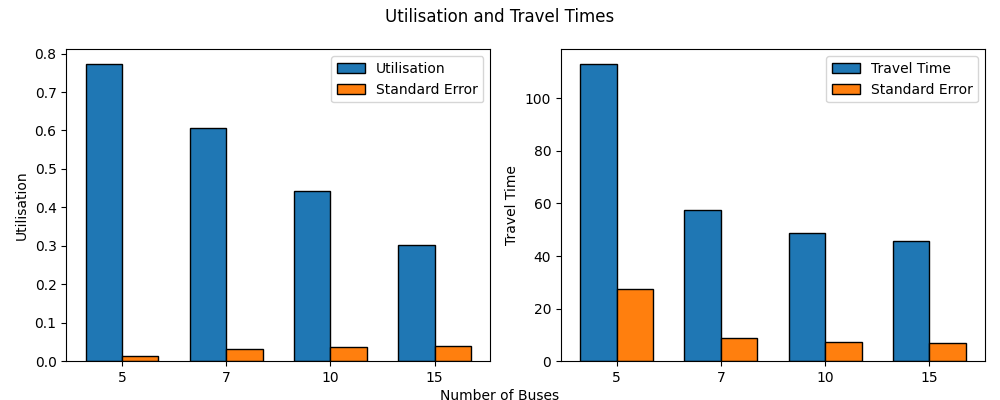 Utilisation and Travel Times
Utilisation
0.8
0.7
0.6
0.5
0.4
0.3
0.2
0.1
0.0
5
7
10
15
Utilisation
Standard Error
Travel Time
100
80
60
40
20
0
5
7
10
15
Travel Time
Standard Error
Number of Buses